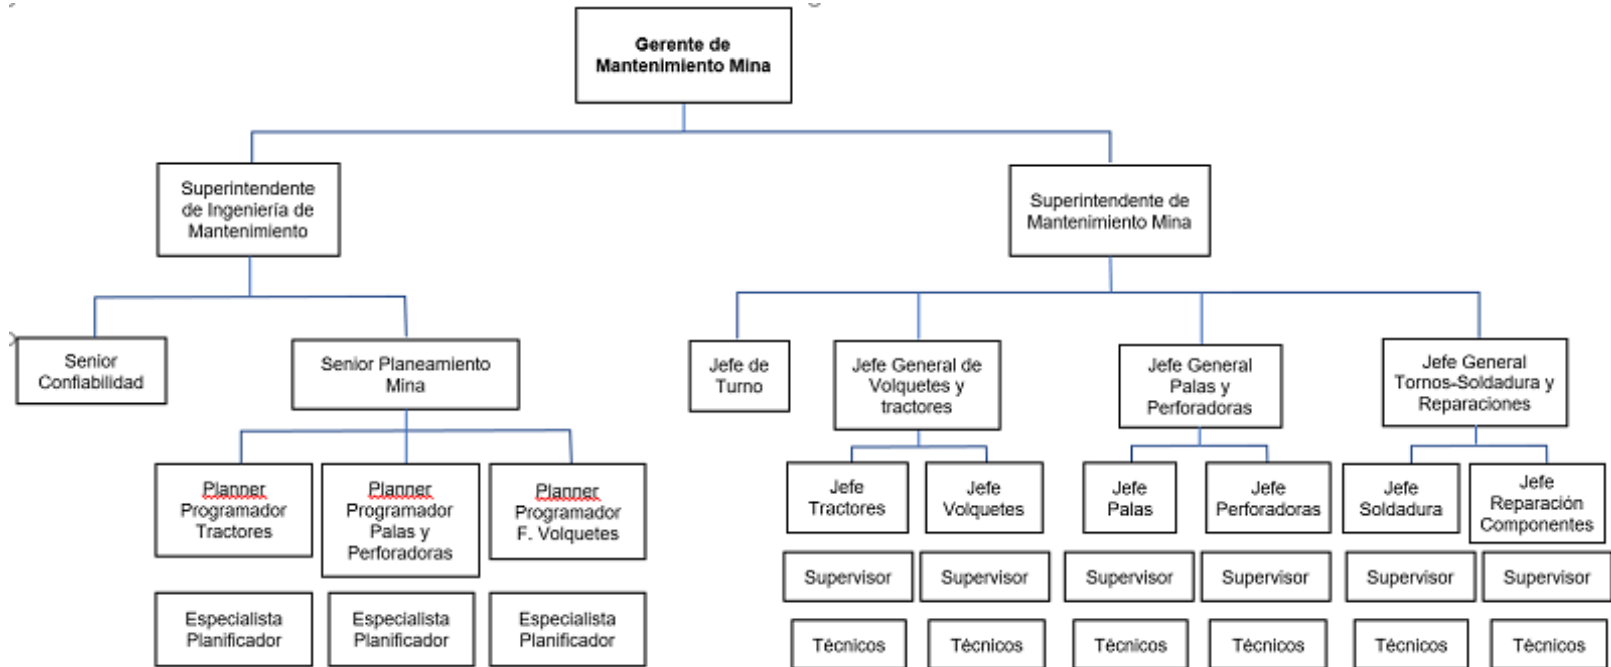 Gerente de
Mantenimiento Mina
Superintendente
de Ingeniería de
Mantenimiento
Superintendente de
Mantenimiento Mina
Senior
Confiabilidad
Senior Planeamiento
Mina
Jefe de
Turno
Jefe General de
Volquetes y
tractores
Jefe General
Palas y
Perforadoras
Jefe General
Tornos-Soldadura y
Reparaciones
Planner
Programador
Tractores
Planner
Programador
Palas y
Perforadoras
Planner
Programador
F. Volquetes
Jefe
Tractores
Jefe
Volquetes
Jefe
Palas
Jefe
Perforadoras
Jefe
Soldadura
Jefe
Reparación
Componentes
Supervisor
Supervisor
Supervisor
Supervisor
Supervisor
Supervisor
Especialista
Planificador
Especialista
Planificador
Especialista
Planificador
Técnicos
Técnicos
Técnicos
Técnicos
Técnicos
Técnicos